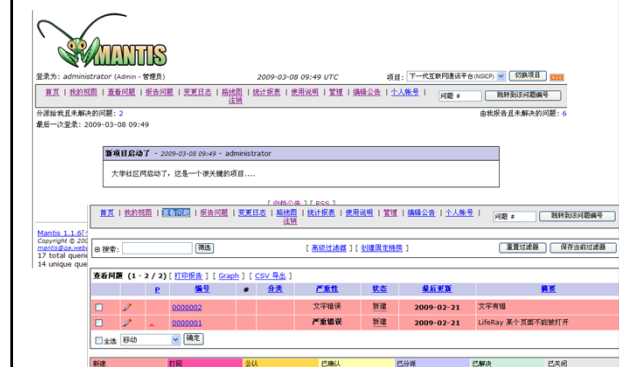 MANTIS
登录为: administrator (Admin - 管理员) 2009-03-08 09:49 UTC 项目: 下一代互联网通讯平台(NGICP) 切换项目
首页 | 我的视图 | 查看问题 | 报告问题 | 变更日志 | 路线图 | 统计报表 | 使用说明 | 管理 | 编辑公告 | 个人帐号 | 注销 问题 # 跳转到该问题编号
分派给我且未解决的问题: 2 由我报告且未解决的问题: 6
最后一次登录: 2009-03-08 09:49
新项目启动了 - 2009-03-08 09:49 - administrator
大学社区网启动了，这是一个很关键的项目....
[ 归档公告 ] [ RSS ]
首页 | 我的视图 | 查看问题 | 报告问题 | 变更日志 | 路线图 | 统计报表 | 使用说明 | 管理 | 编辑公告 | 个人帐号 | 注销 问题 # 跳转到该问题编号
Mantis 1.1.6[
Copyright © 200
mantis@qa.web
17 total querie
14 unique que
搜索: 筛选 [ 高级过滤器 ] [ 创建固定链接 ] 重置过滤器 保存当前过滤器
查看问题 (1 - 2 / 2) [ 打印报告 ] [ Graph ] [ CSV 导出 ]
P 编号 # 分类 严重性 状态 最后更新 摘要
0000002 文字错误 新建 2009-02-21 文字有错
0000001 严重错误 新建 2009-02-21 LifeRay 某个页面不能被打开
全选 移动 确定
新建 打回 公认 已确认 已分派 已解决 已关闭